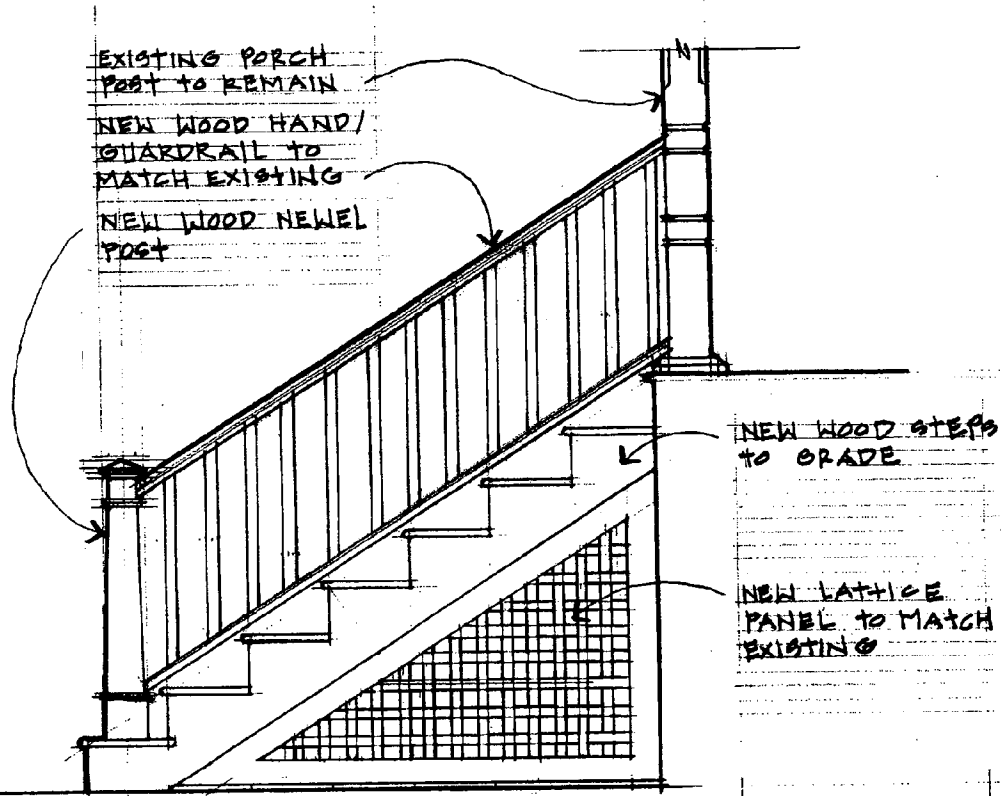 EXISTING PORCH
POST TO REMAIN
NEW WOOD HAND/
GUARDRAIL TO
MATCH EXISTING
NEW WOOD NEWEL
POST
NEW WOOD STEPS
TO GRADE
NEW LATTICE
PANEL TO MATCH
EXISTING